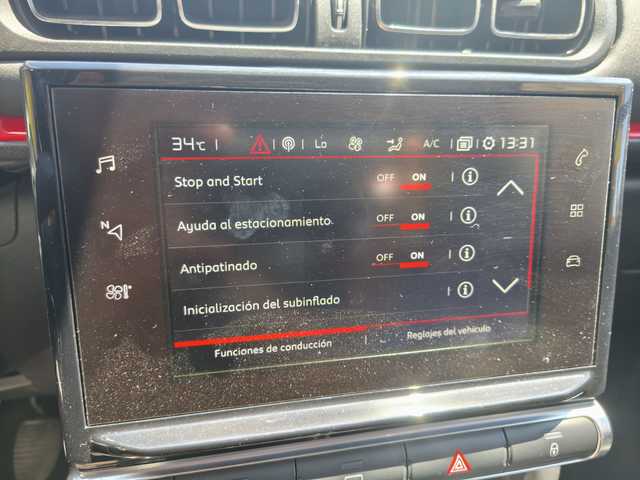 34°C Lo A/C 13:31
Stop and Start OFF ON i
N
Ayuda al estacionamiento OFF ON i
Antipatinado OFF ON i
Inicialización del subinflado i
Funciones de conducción Reglajes del vehículo